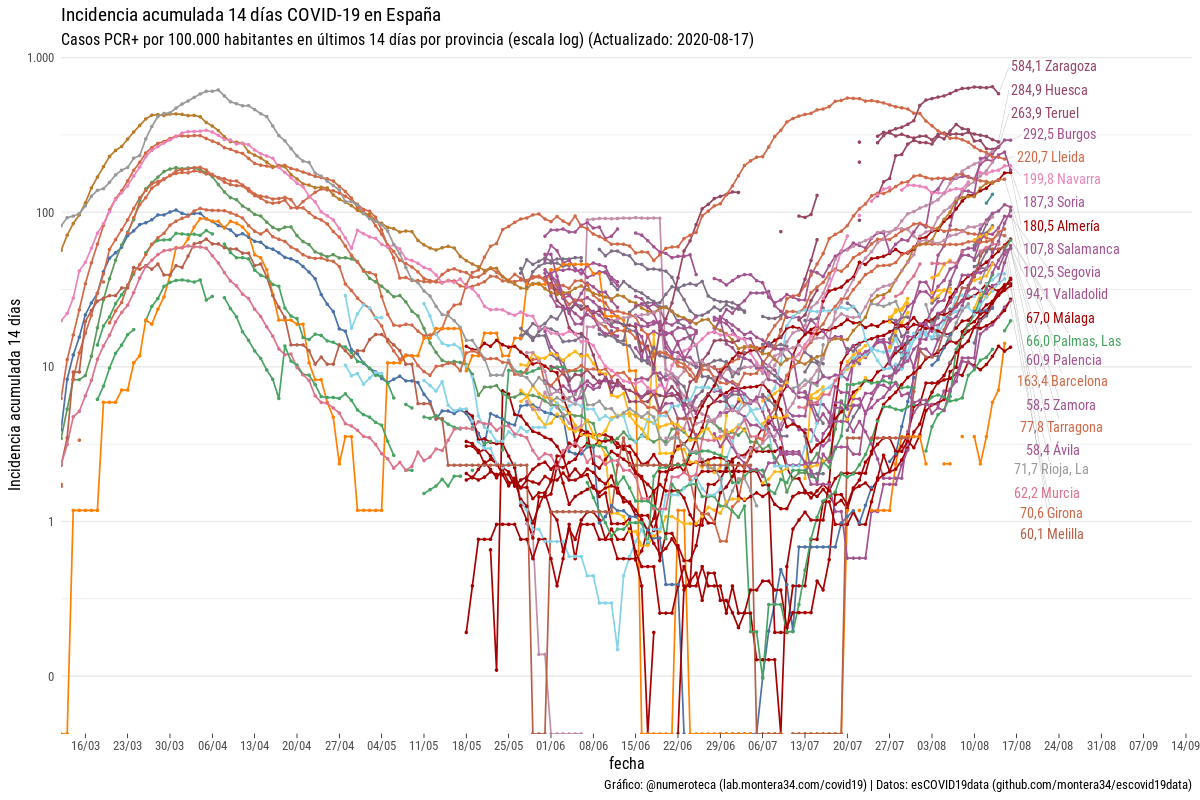 Incidencia acumulada 14 días COVID-19 en España
Casos PCR+ por 100.000 habitantes en últimos 14 días por provincia (escala log) (Actualizado: 2020-08-17)
Incidencia acumulada 14 días
1.000
100
10
1
0
584,1 Zaragoza
284,9 Huesca
263,9 Teruel
292,5 Burgos
220,7 Lleida
199,8 Navarra
187,3 Soria
180,5 Almería
107,8 Salamanca
102,5 Segovia
94,1 Valladolid
67,0 Málaga
66,0 Palmas, Las
60,9 Palencia
163,4 Barcelona
58,5 Zamora
77,8 Tarragona
58,4 Ávila
71,7 Rioja, La
62,2 Murcia
70,6 Girona
60,1 Melilla
16/03 23/03 30/03 06/04 13/04 20/04 27/04 04/05 11/05 18/05 25/05 01/06 08/06 15/06 22/06 29/06 06/07 13/07 20/07 27/07 03/08 10/08 17/08 24/08 31/08 07/09 14/09
fecha
Gráfico: @numeroteca (lab.montera34.com/covid19) | Datos: esCOVID19data (github.com/montera34/escovid19data)